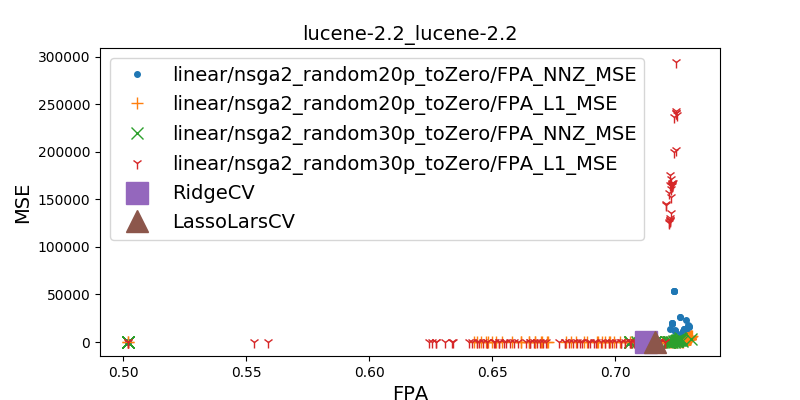 lucene-2.2_lucene-2.2
300000
250000
200000
150000
100000
50000
0
MSE
linear/nsga2_random20p_toZero/FPA_NNZ_MSE
linear/nsga2_random20p_toZero/FPA_L1_MSE
linear/nsga2_random30p_toZero/FPA_NNZ_MSE
linear/nsga2_random30p_toZero/FPA_L1_MSE
RidgeCV
LassoLarsCV
0.50 0.55 0.60 0.65 0.70
FPA